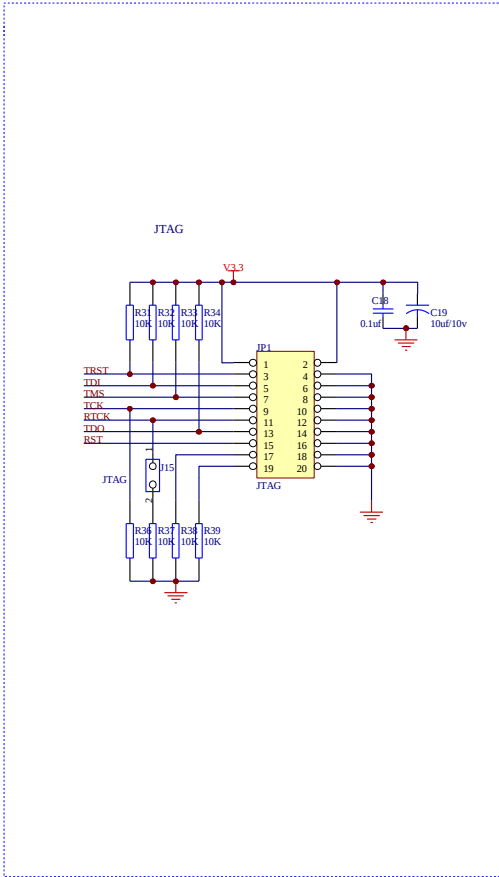 JTAG
V3.3
R31 R32 R33 R34
10K 10K 10K 10K
C18
0.1uf
C19
10uf/10v
JP1
1 2
3 4
5 6
7 8
9 10
11 12
13 14
15 16
17 18
19 20
JTAG
TRST
TDI
TMS
TCK
RTCK
TDO
RST
1
J15
JTAG
2
R36 R37 R38 R39
10K 10K 10K 10K